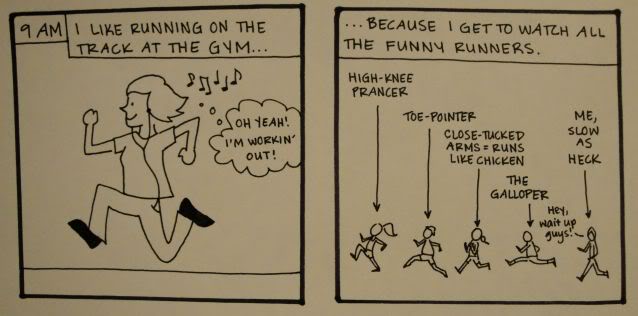 9 AM
I LIKE RUNNING ON THE
TRACK AT THE GYM...
OH YEAH!
I'M WORKIN'
OUT!
...BECAUSE I GET TO WATCH ALL
THE FUNNY RUNNERS.
HIGH-KNEE
PRANCER
TOE-POINTER
CLOSE-TUCKED
ARMS = RUNS
LIKE CHICKEN
THE
GALLOPER
ME,
SLOW
AS
HECK
Hey,
wait up
guys!